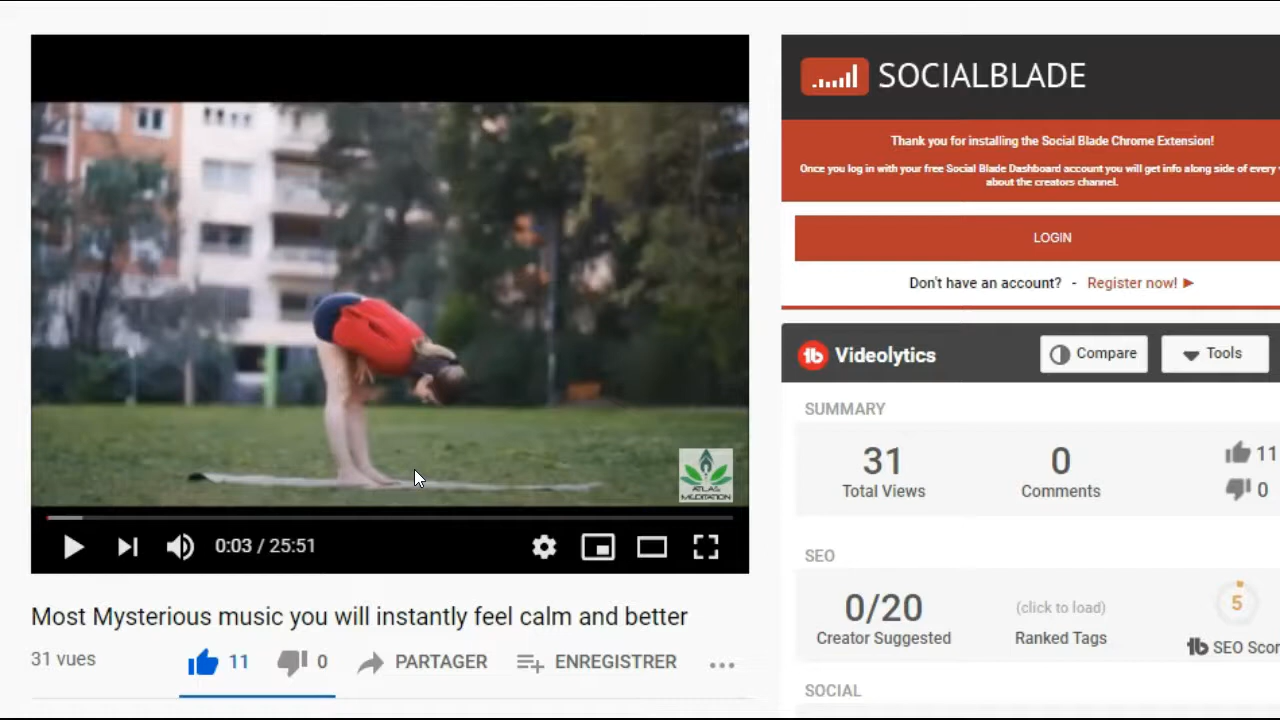 SOCIALBLADE
Thank you for installing the Social Blade Chrome Extension!
Once you log in with your free Social Blade Dashboard account you will get info along side of every
about the creators channel.
LOGIN
Don't have an account? - Register now! ►
Videolytics
Compare
Tools
SUMMARY
31
Total Views
0
Comments
11
0
SEO
0/20
Creator Suggested
(click to load)
Ranked Tags
5
SEO Scor
SOCIAL
ATLAS
MEDITATION
0:03 / 25:51
Most Mysterious music you will instantly feel calm and better
31 vues
11
0
PARTAGER
ENREGISTRER